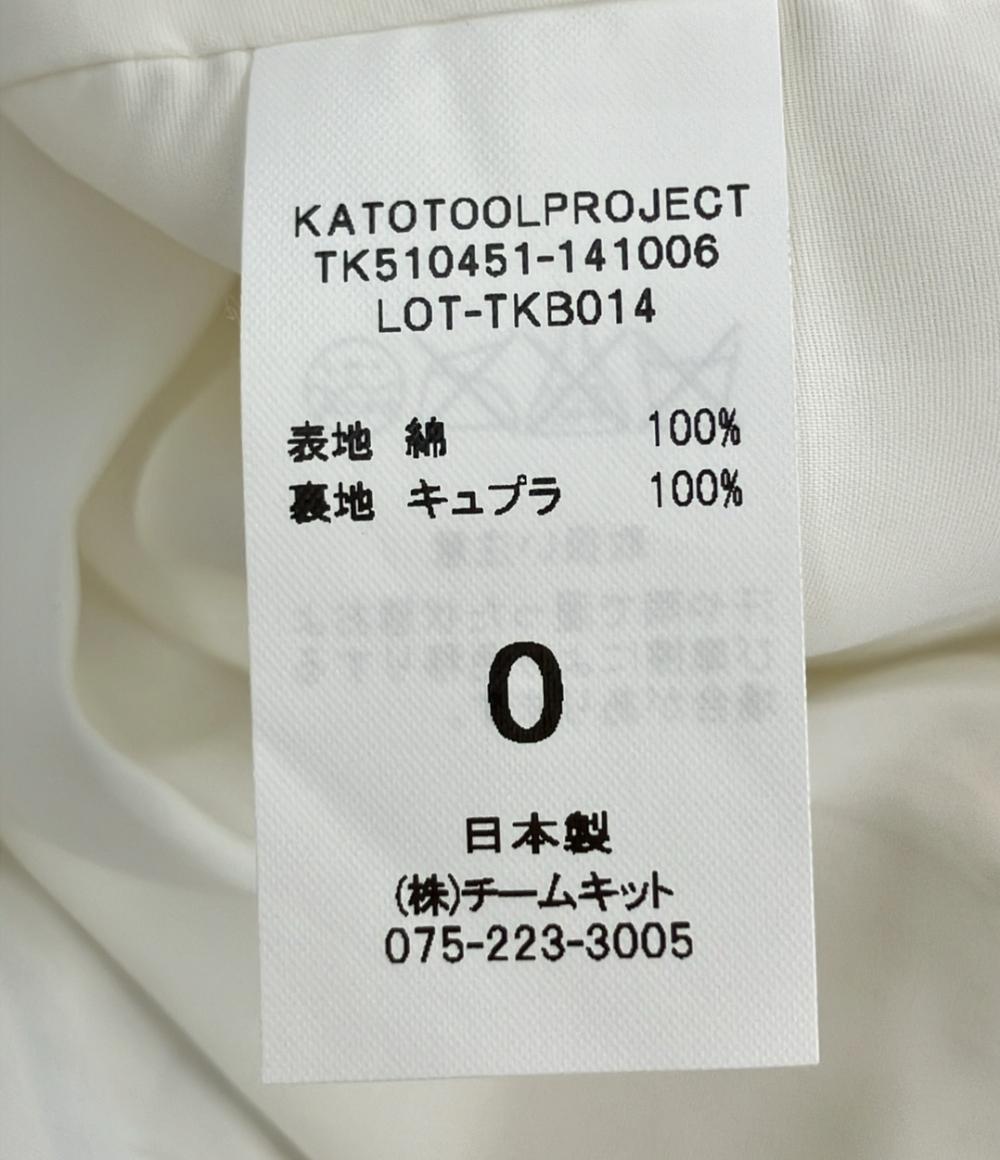 KATOTOOLPROJECT
TK510451-141006
LOT-TKB014
表地 綿 100%
裏地 キュプラ 100%
0
日本製
(株)チームキット
075-223-3005